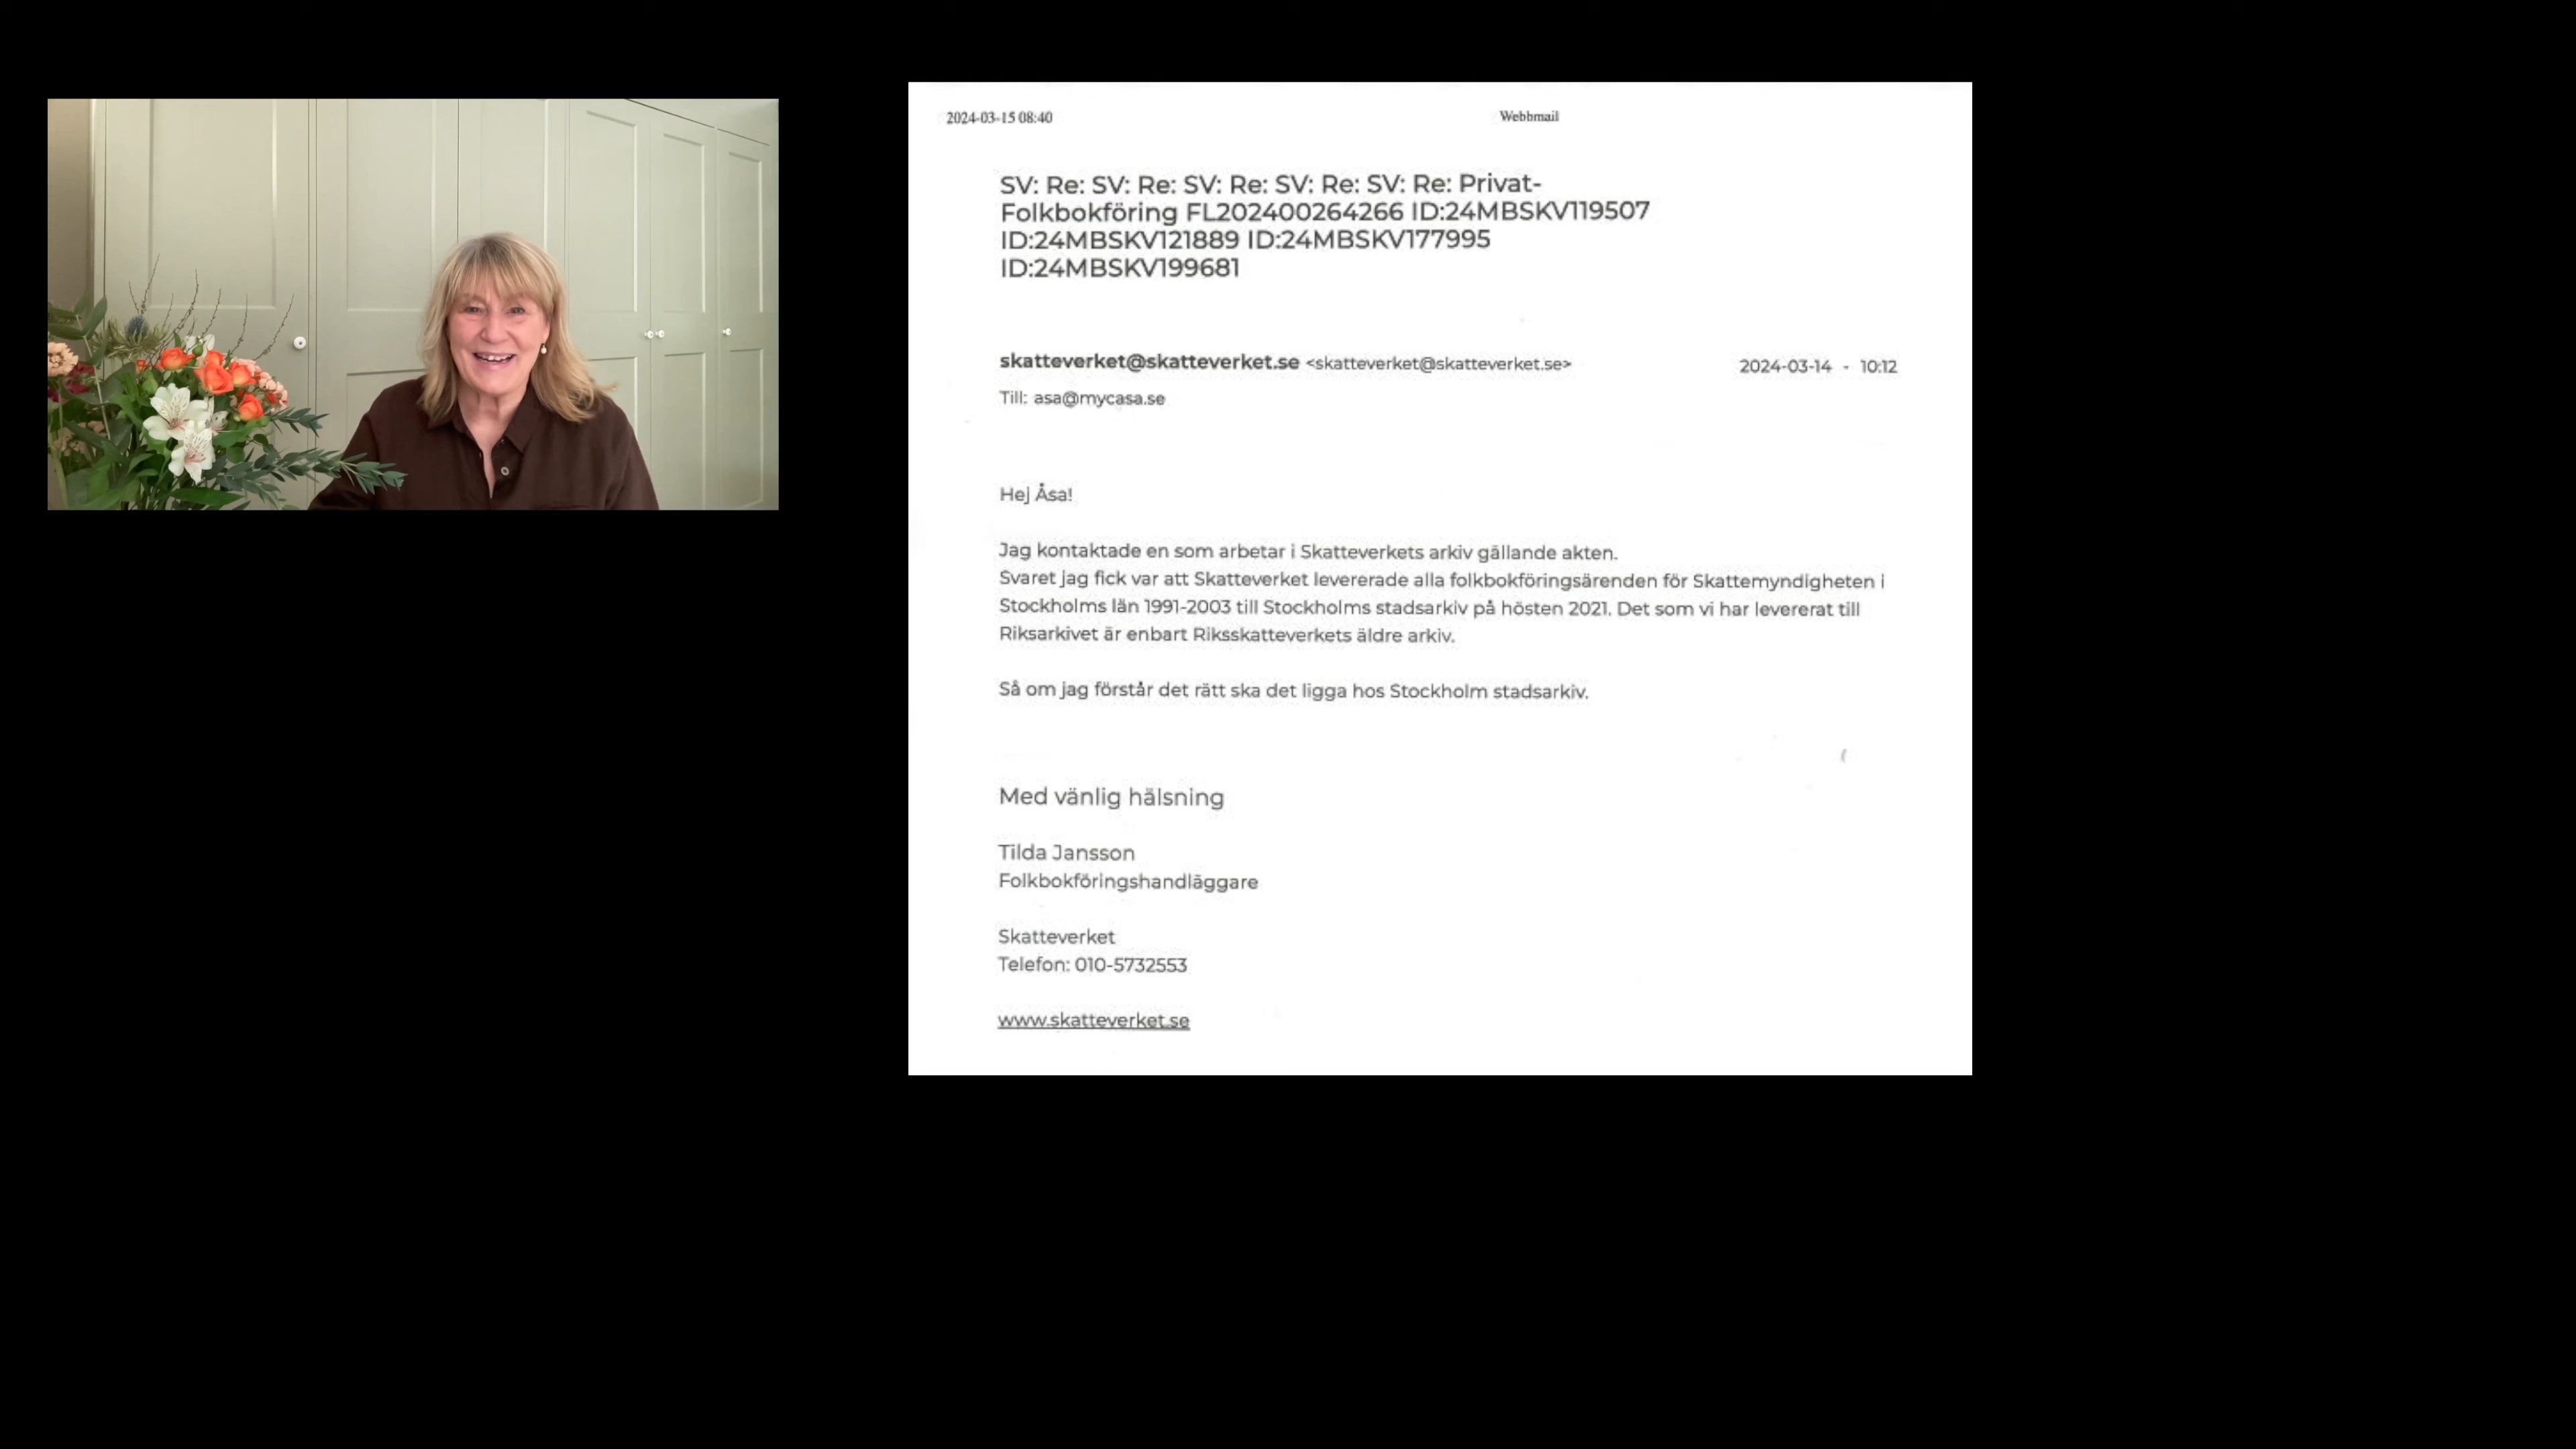 2024-03-15 08:40 Webbmail
SV: Re: SV: Re: SV: Re: SV: Re: SV: Re: Privat-
Folkbokföring FL202400264266 ID:24MBSKV119507
ID:24MBSKV121889 ID:24MBSKV177995
ID:24MBSKV199681
skatteverket@skatteverket.se <skatteverket@skatteverket.se> 2024-03-14 - 10:12
Till: asa@mycasa.se
Hej Åsa!
Jag kontaktade en som arbetar i Skatteverkets arkiv gällande akten.
Svaret jag fick var att Skatteverket levererade alla folkbokföringsärenden för Skattemyndigheten i
Stockholms län 1991-2003 till Stockholms stadsarkiv på hösten 2021. Det som vi har levererat till
Riksarkivet är enbart Riksskatteverkets äldre arkiv.
Så om jag förstår det rätt ska det ligga hos Stockholm stadsarkiv.
Med vänlig hälsning
Tilda Jansson
Folkbokföringshandläggare
Skatteverket
Telefon: 010-5732553
www.skatteverket.se